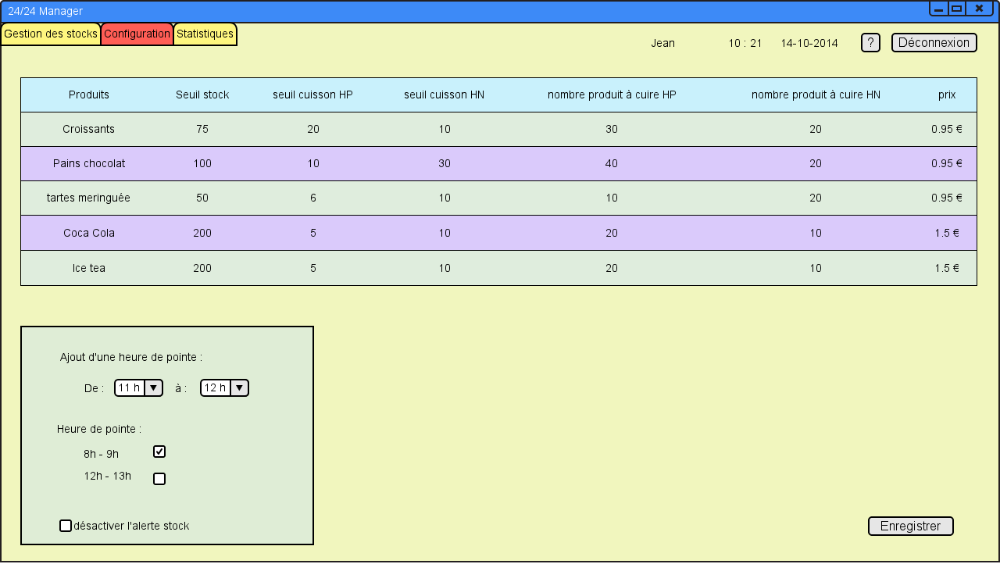 24/24 Manager
Gestion des stocks Configuration Statistiques
Jean 10 : 21 14-10-2014 ? Déconnexion
Produits Seuil stock seuil cuisson HP seuil cuisson HN nombre produit à cuire HP nombre produit à cuire HN prix
Croissants 75 20 10 30 20 0.95 €
Pains chocolat 100 10 30 40 20 0.95 €
tartes meringuée 50 6 10 10 20 0.95 €
Coca Cola 200 5 10 20 10 1.5 €
Ice tea 200 5 10 20 10 1.5 €
Ajout d'une heure de pointe :
De : 11 h à : 12 h
Heure de pointe :
8h - 9h
12h - 13h
désactiver l'alerte stock
Enregistrer